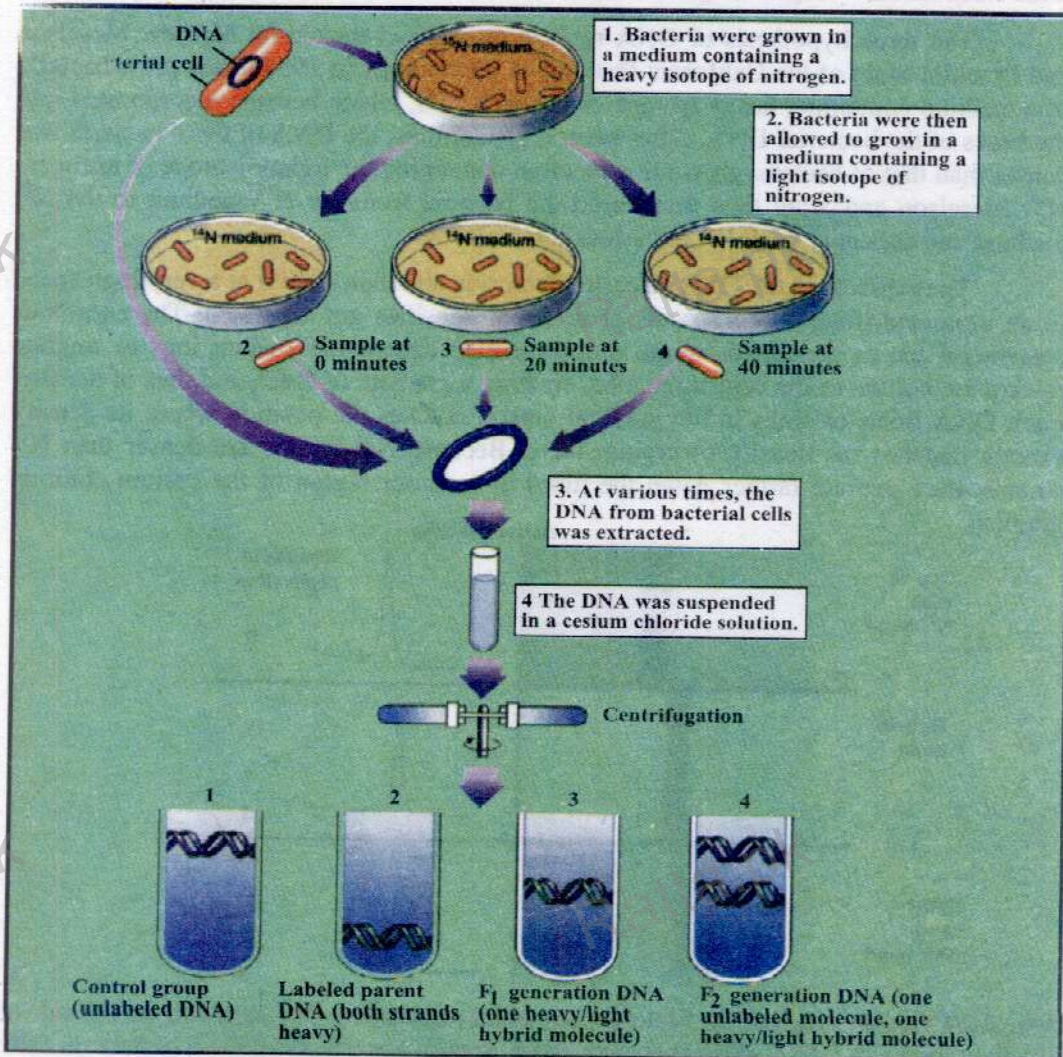 DNA
terial cell
¹⁵N medium
1. Bacteria were grown in
a medium containing a
heavy isotope of nitrogen.
2. Bacteria were then
allowed to grow in a
medium containing a
light isotope of
nitrogen.
¹⁴N medium
¹⁴N medium
¹⁴N medium
2
Sample at
0 minutes
3
Sample at
20 minutes
4
Sample at
40 minutes
3. At various times, the
DNA from bacterial cells
was extracted.
4 The DNA was suspended
in a cesium chloride solution.
Centrifugation
1
2
3
4
Control group
(unlabeled DNA)
Labeled parent
DNA (both strands
heavy)
F₁ generation DNA
(one heavy/light
hybrid molecule)
F₂ generation DNA (one
unlabeled molecule, one
heavy/light hybrid molecule)